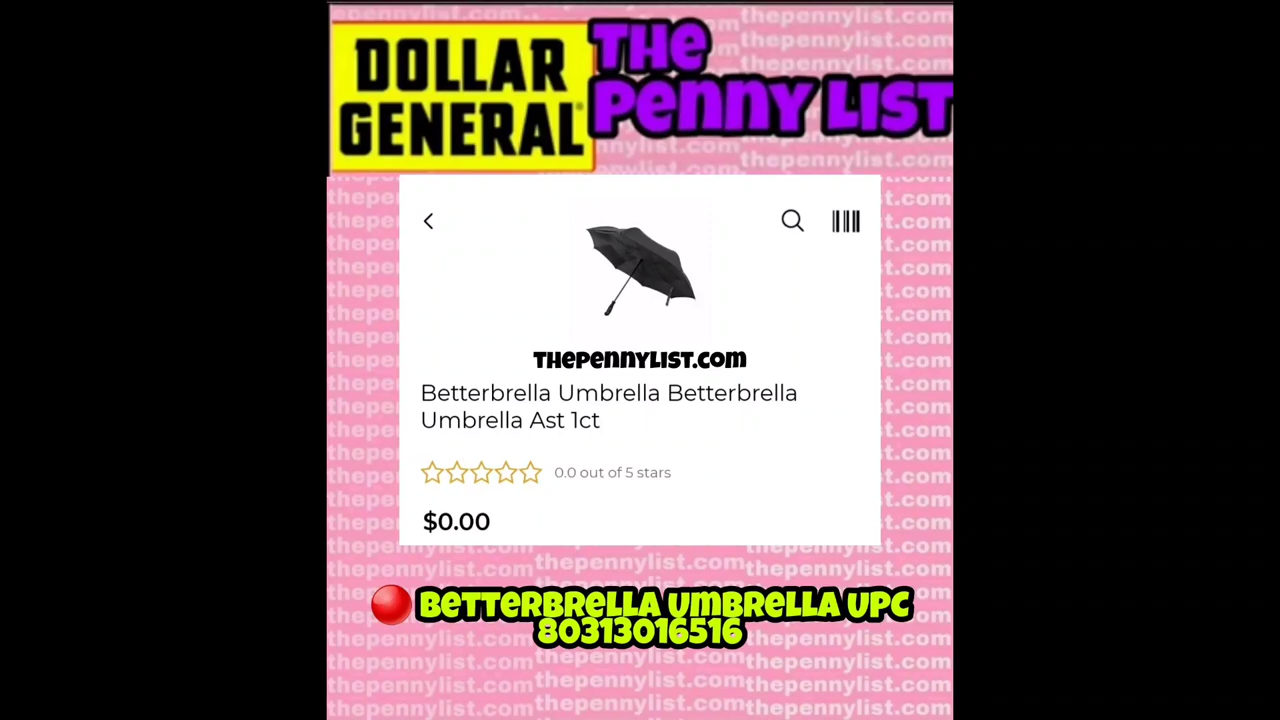 DOLLAR GENERAL
THE PENNY LIST
thepennylist.com
Betterbrella Umbrella Betterbrella
Umbrella Ast 1ct
0.0 out of 5 stars
$0.00
🔴 BETTERBRELLA UMBRELLA UPC
80313016516